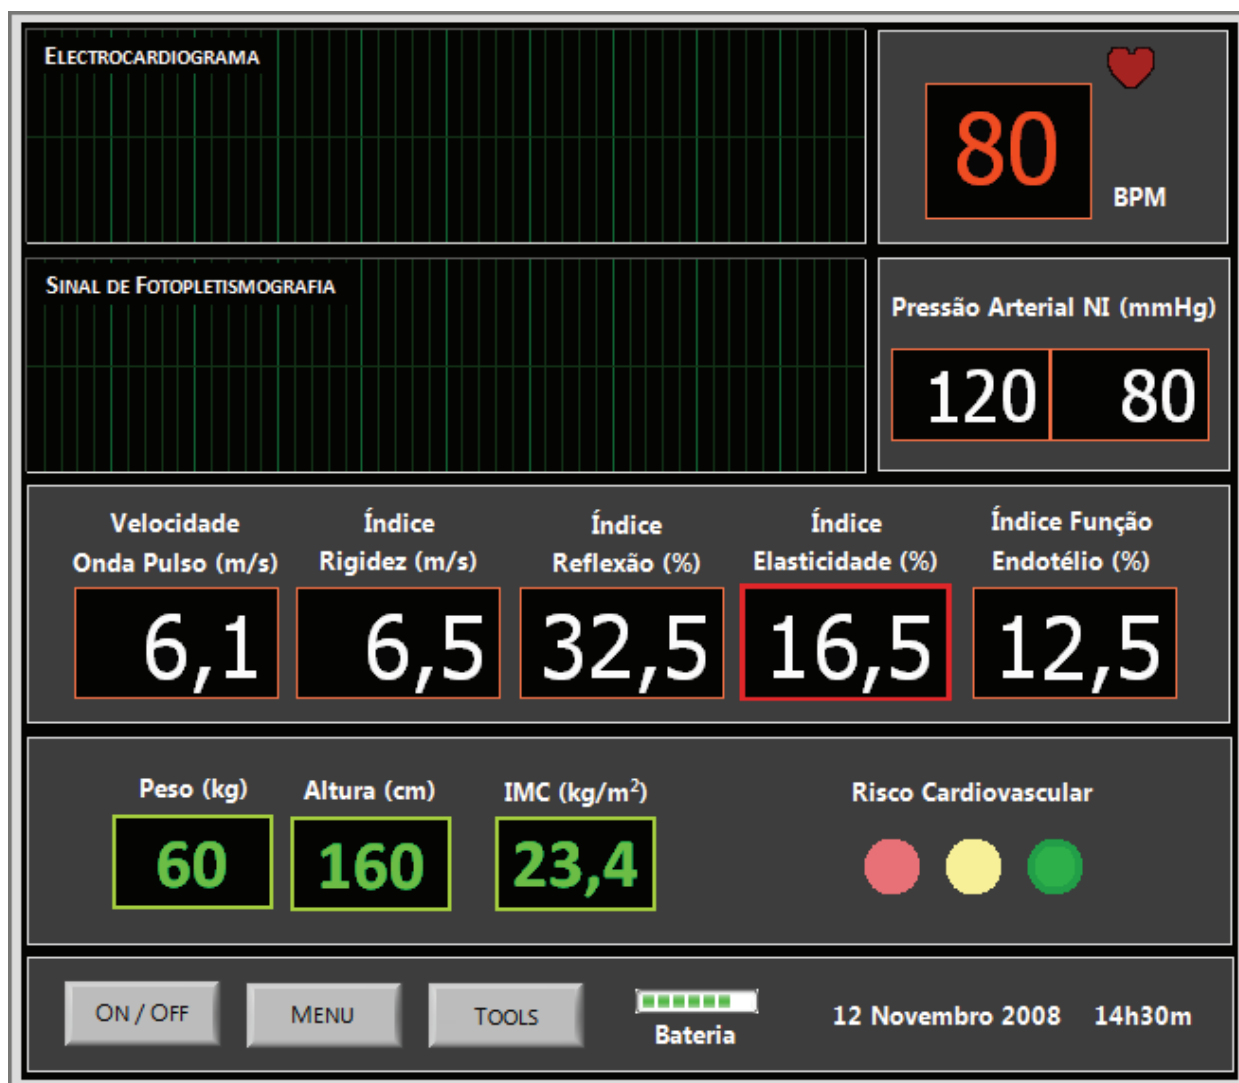 ELECTROCARDIOGRAMA
80
BPM
SINAL DE FOTOPLETISMOGRAFIA
Pressão Arterial NI (mmHg)
120 80
Velocidade
Onda Pulso (m/s)
6,1
Índice
Rigidez (m/s)
6,5
Índice
Reflexão (%)
32,5
Índice
Elasticidade (%)
16,5
Índice Função
Endotélio (%)
12,5
Peso (kg)
60
Altura (cm)
160
IMC (kg/m²)
23,4
Risco Cardiovascular
ON / OFF
MENU
TOOLS
Bateria
12 Novembro 2008 14h30m